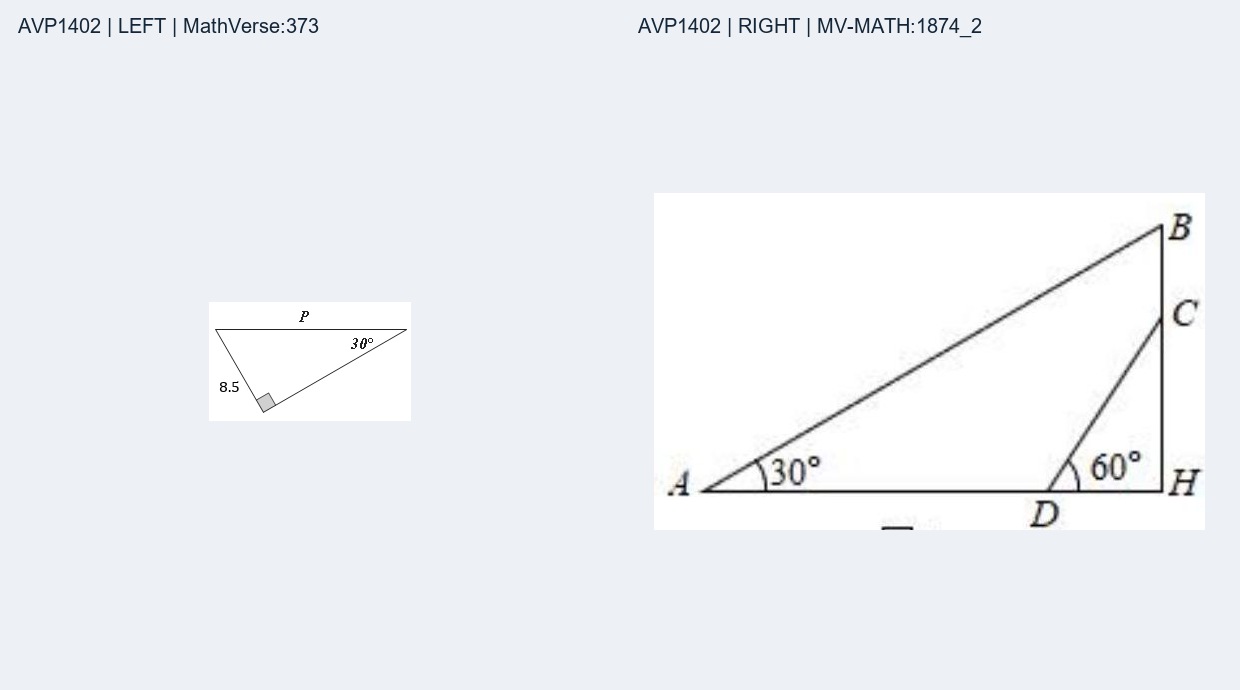 AVP1402 | LEFT | MathVerse:373
P
30°
8.5
AVP1402 | RIGHT | MV-MATH:1874_2
B
C
A
30°
60°
H
D